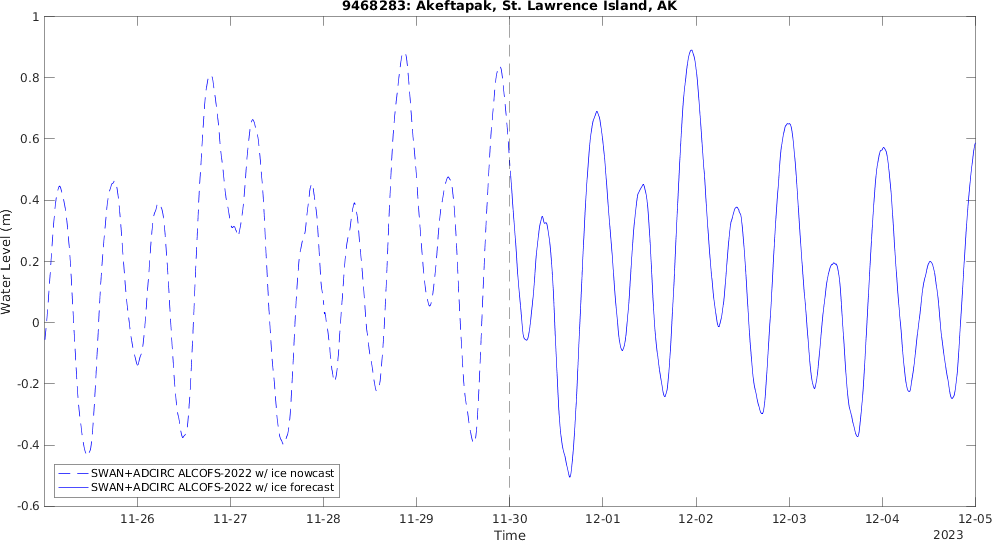 9468283: Akeftapak, St. Lawrence Island, AK
Water Level (m)
1
0.8
0.6
0.4
0.2
0
-0.2
-0.4
-0.6
SWAN+ADCIRC ALCOFS-2022 w/ ice nowcast
SWAN+ADCIRC ALCOFS-2022 w/ ice forecast
11-26 11-27 11-28 11-29 11-30 12-01 12-02 12-03 12-04 12-05
Time
2023